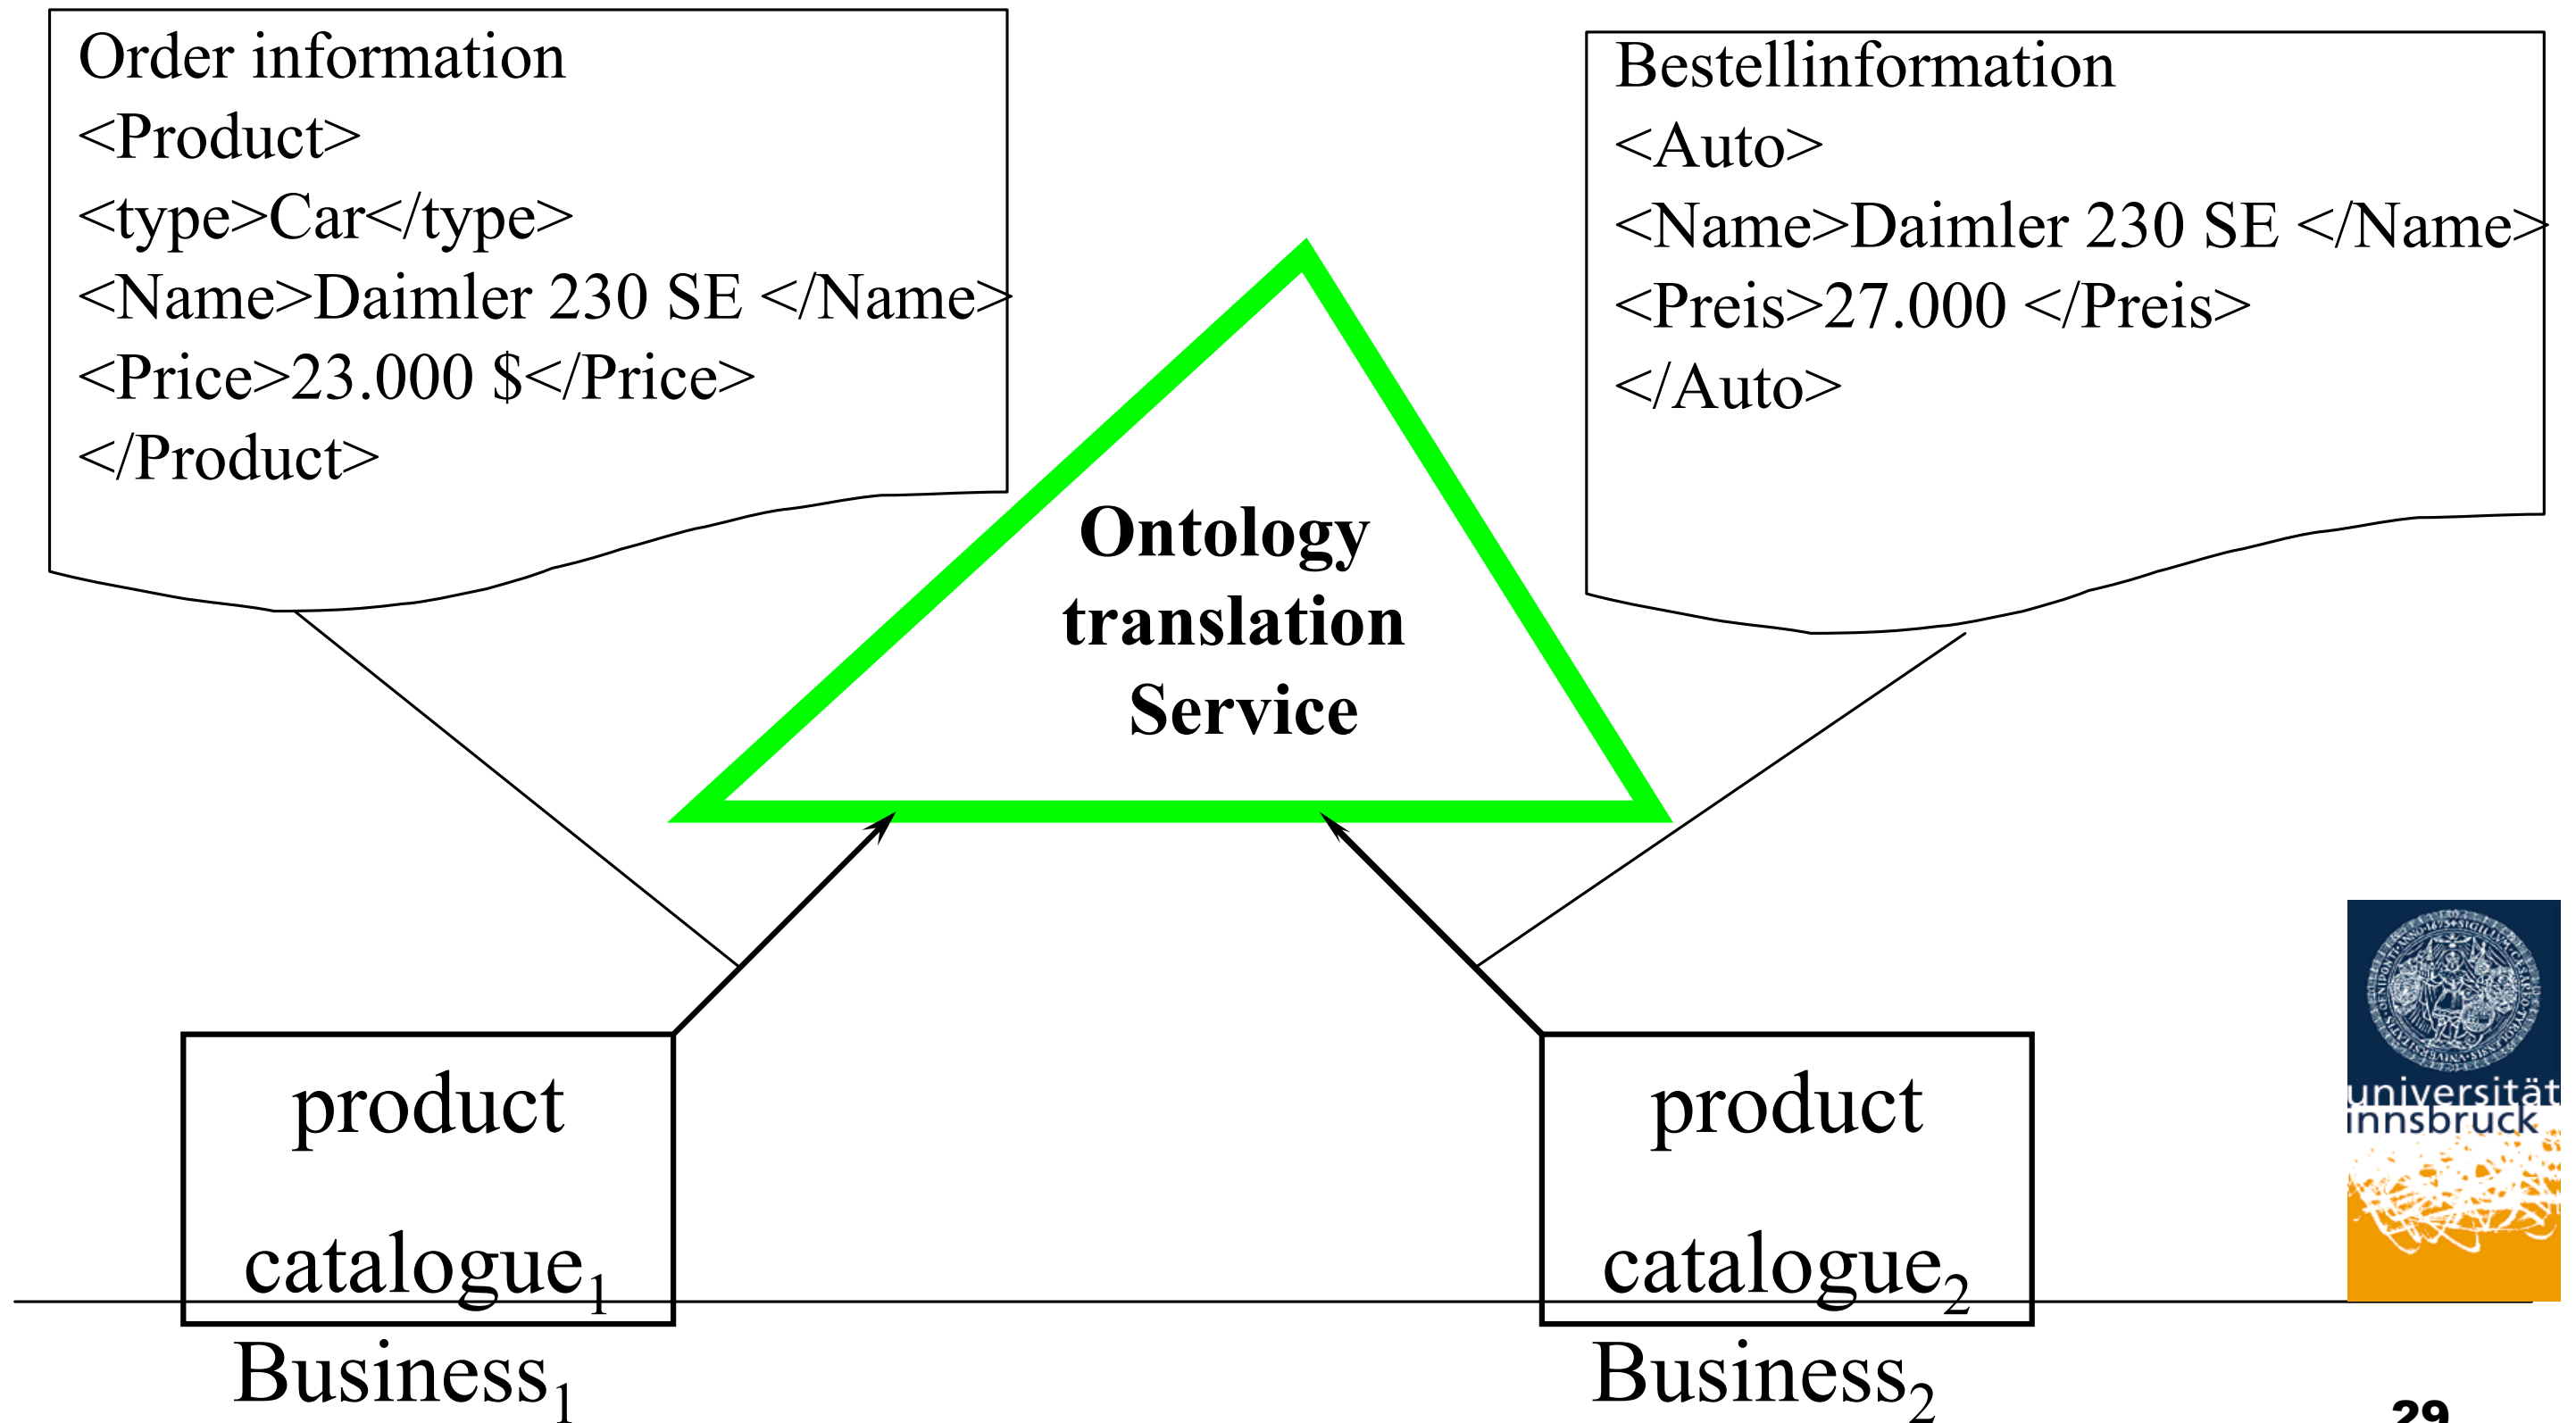 Order information
<Product>
<type>Car</type>
<Name>Daimler 230 SE </Name>
<Price>23.000 $</Price>
</Product>
Bestellinformation
<Auto>
<Name>Daimler 230 SE </Name>
<Preis>27.000 </Preis>
</Auto>
Ontology
translation
Service
product
catalogue1
Business1
product
catalogue2
Business2
universität
innsbruck
29